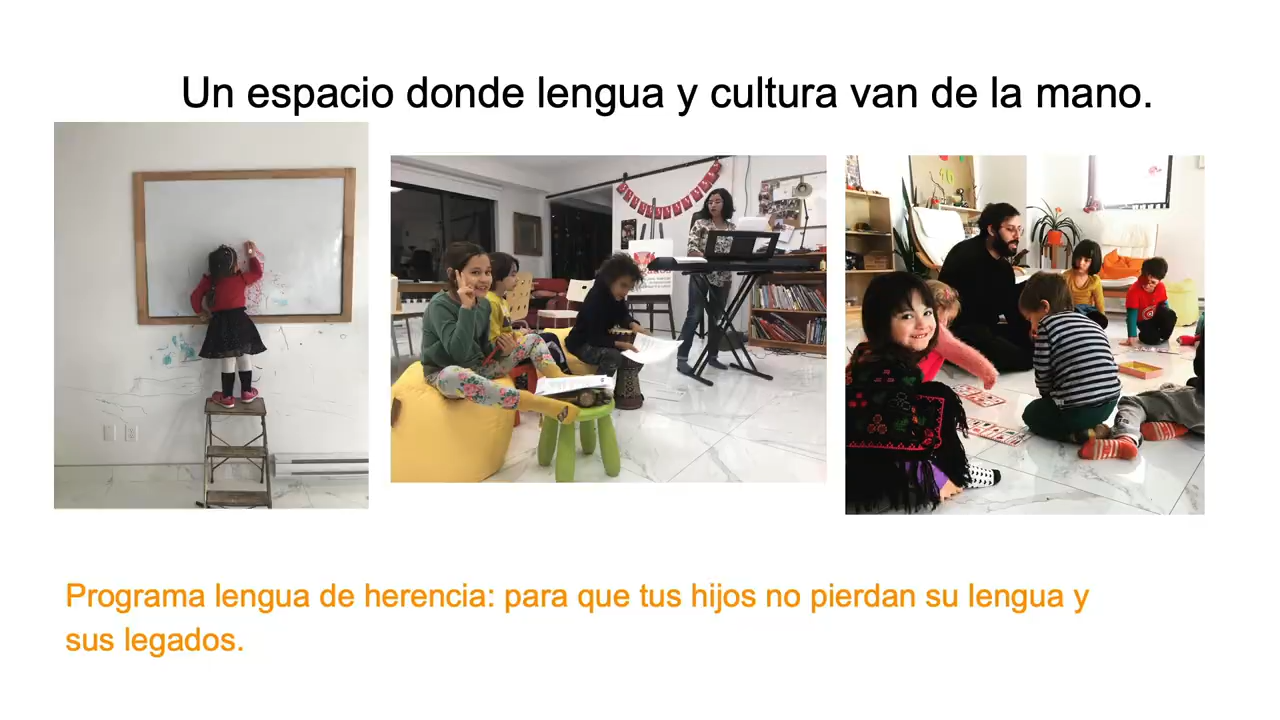 Un espacio donde lengua y cultura van de la mano.
Programa lengua de herencia: para que tus hijos no pierdan su lengua y
sus legados.